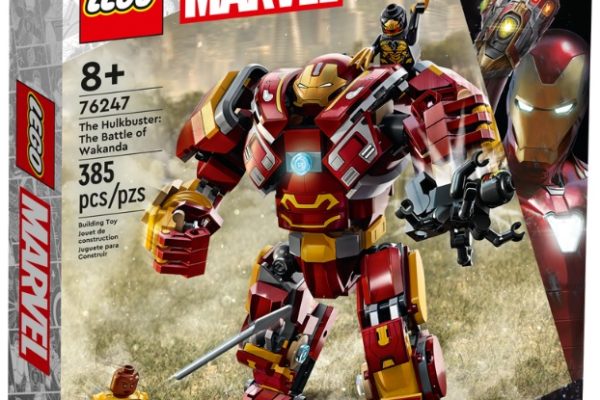 LEGO
MARVEL
8+
76247
The Hulkbuster:
The Battle of
Wakanda
385
pcs/pzs
Building Toy
Jouet de
construction
Juguete para
Construir
LEGO
MARVEL